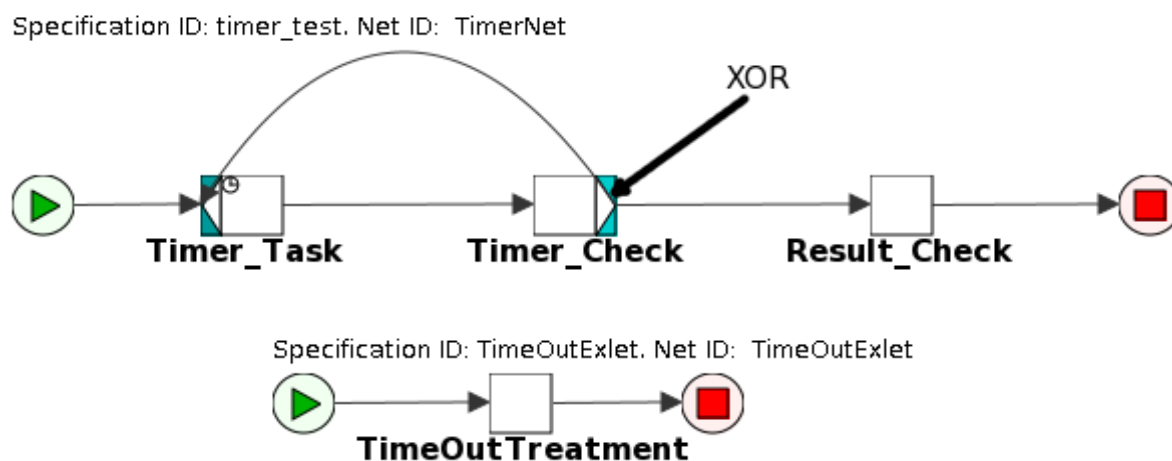 Specification ID: timer_test. Net ID:  TimerNet
XOR
Timer_Task
Timer_Check
Result_Check
Specification ID: TimeOutExlet. Net ID:  TimeOutExlet
TimeOutTreatment